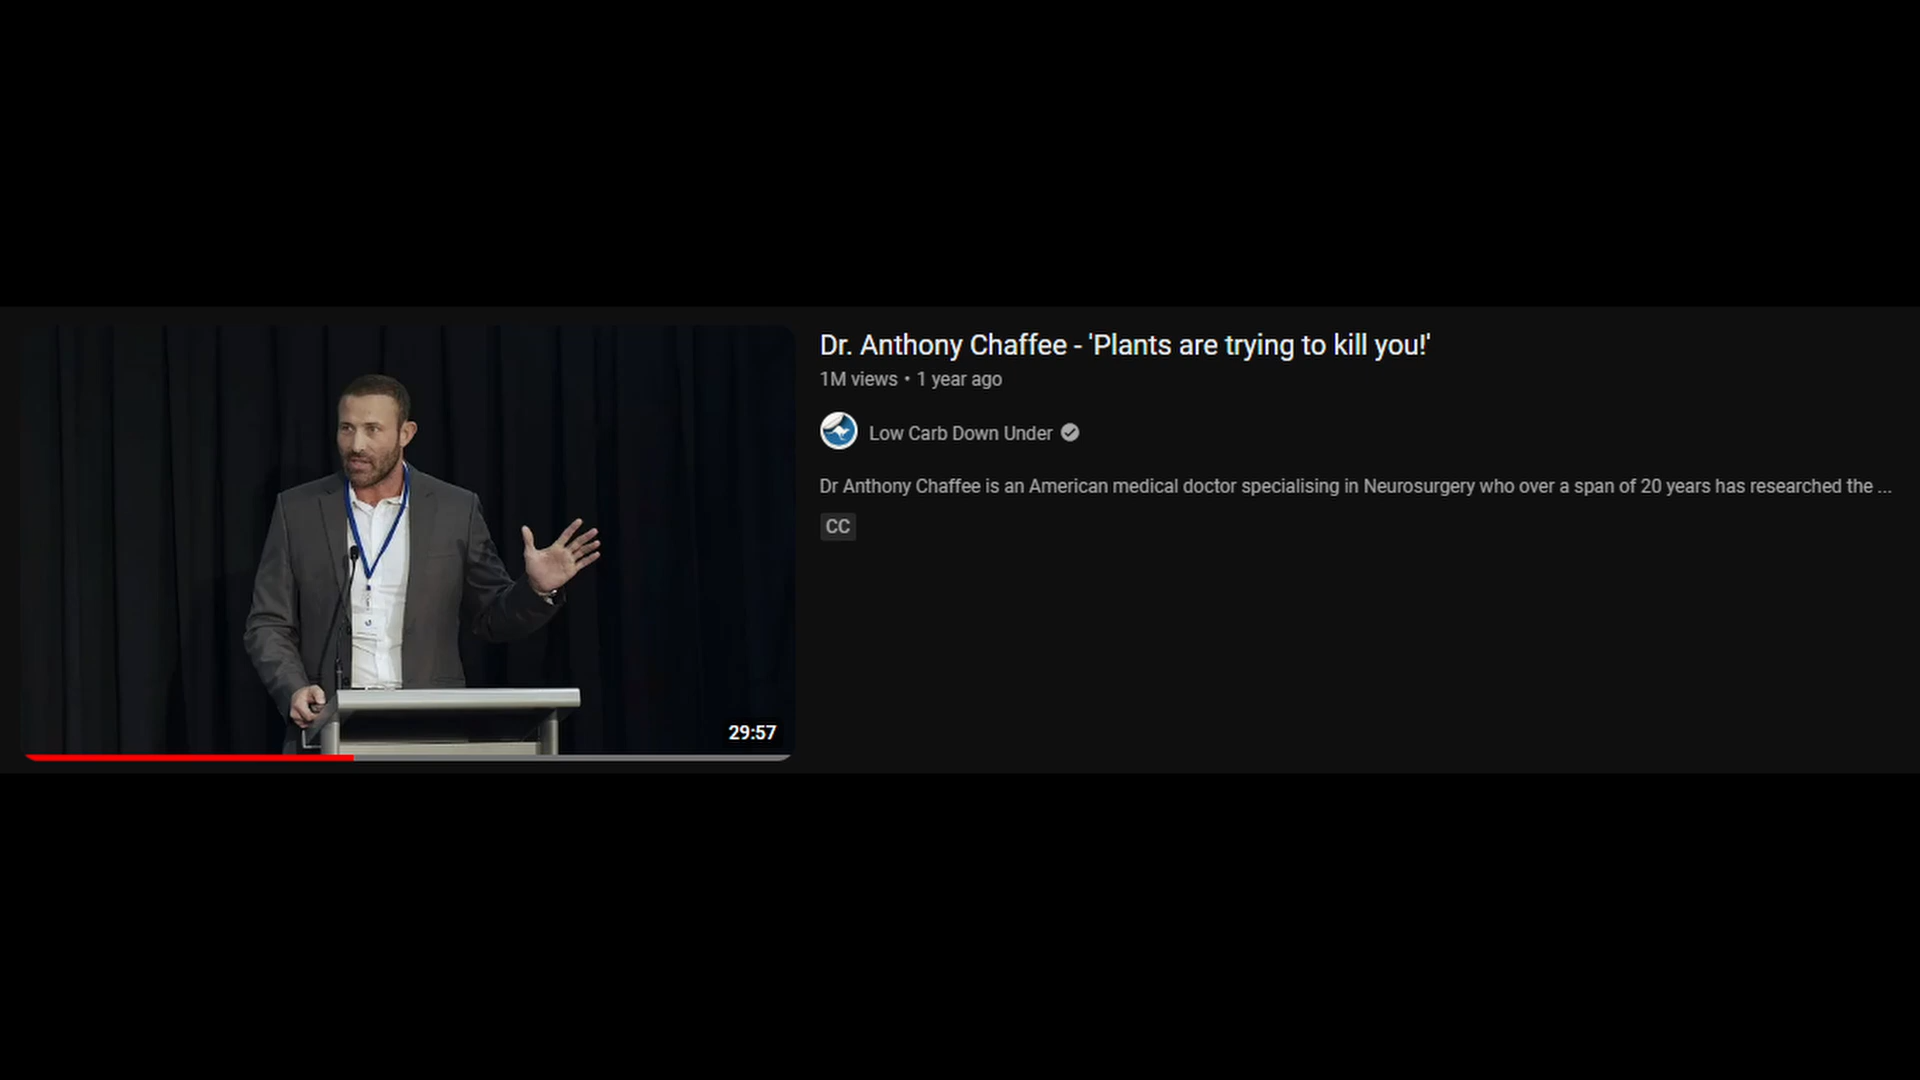 Dr. Anthony Chaffee - 'Plants are trying to kill you!'
1M views • 1 year ago
Low Carb Down Under
Dr Anthony Chaffee is an American medical doctor specialising in Neurosurgery who over a span of 20 years has researched the ...
CC
29:57